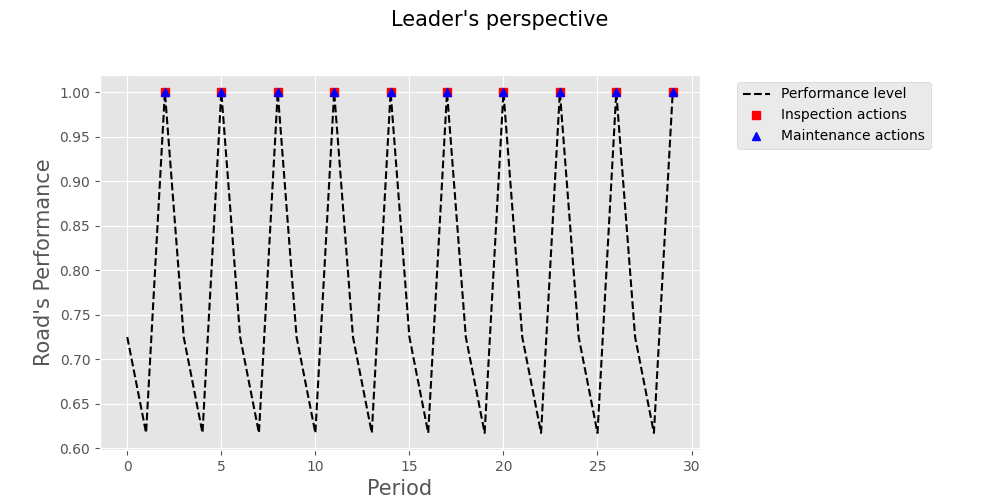 Leader's perspective
1.00
0.95
0.90
0.85
0.80
0.75
0.70
0.65
0.60
Road's Performance
0 5 10 15 20 25 30
Period
Performance level
Inspection actions
Maintenance actions